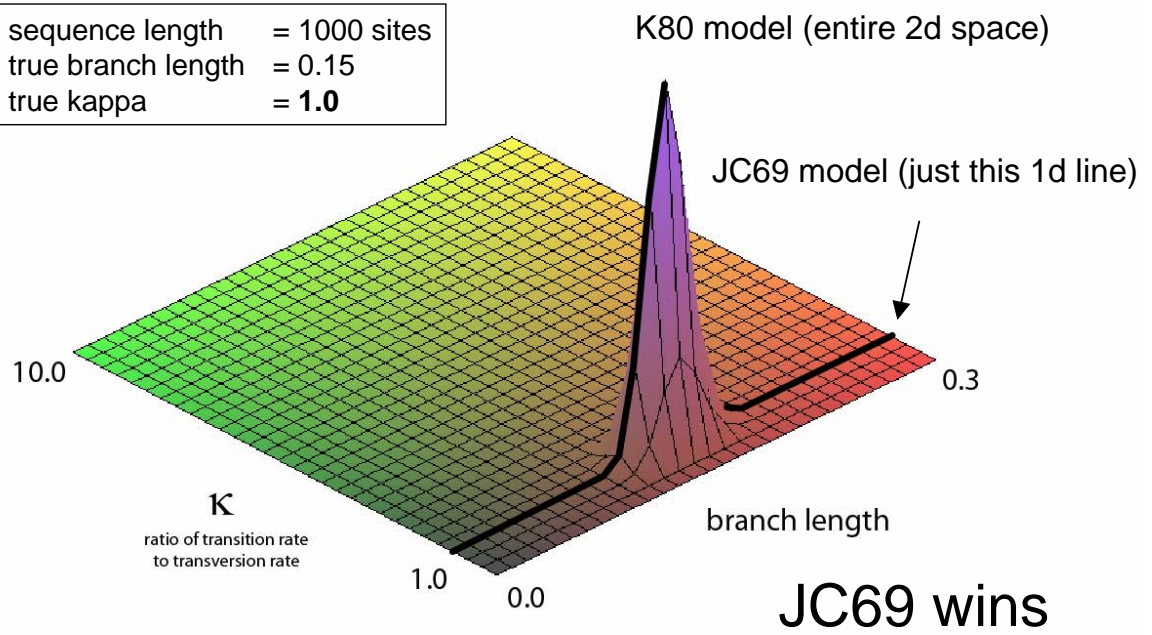 sequence length = 1000 sites
true branch length = 0.15
true kappa = 1.0
K80 model (entire 2d space)
JC69 model (just this 1d line)
10.0
0.3
κ
ratio of transition rate
to transversion rate
branch length
1.0
0.0
JC69 wins